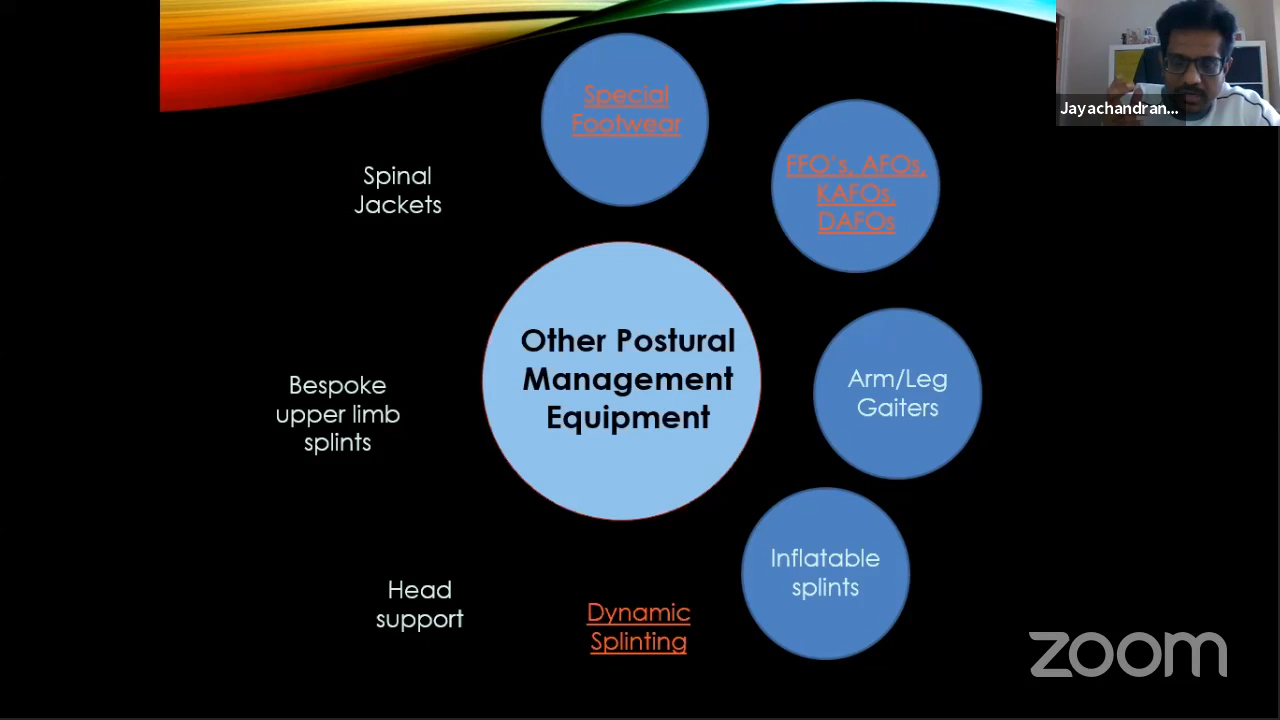 Special
Footwear
Jayachandran...
FFO's, AFOs,
KAFOs,
DAFOs
Spinal
Jackets
Other Postural
Management
Equipment
Arm/Leg
Gaiters
Bespoke
upper limb
splints
Inflatable
splints
Head
support
Dynamic
Splinting
zoom